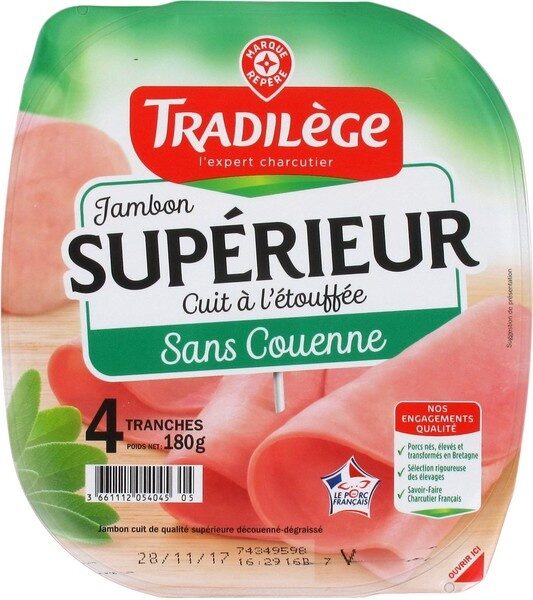 MARQUE
REPÈRE
TRADILÈGE
l'expert charcutier
Jambon
SUPÉRIEUR
Cuit à l'étouffée
Sans Couenne
Suggestion de présentation
4 TRANCHES
POIDS NET: 180g
NOS
ENGAGEMENTS
QUALITÉ
Porcs nés, élevés et
transformés en Bretagne
Sélection rigoureuse
des élevages
Savoir-Faire
Charcutier Français
LE PORC
FRANÇAIS
3 661112 054045 05
Jambon cuit de qualité supérieure découenné-dégraissé
28/11/17 74349598
16:29 16B 7 V
OUVRIR ICI